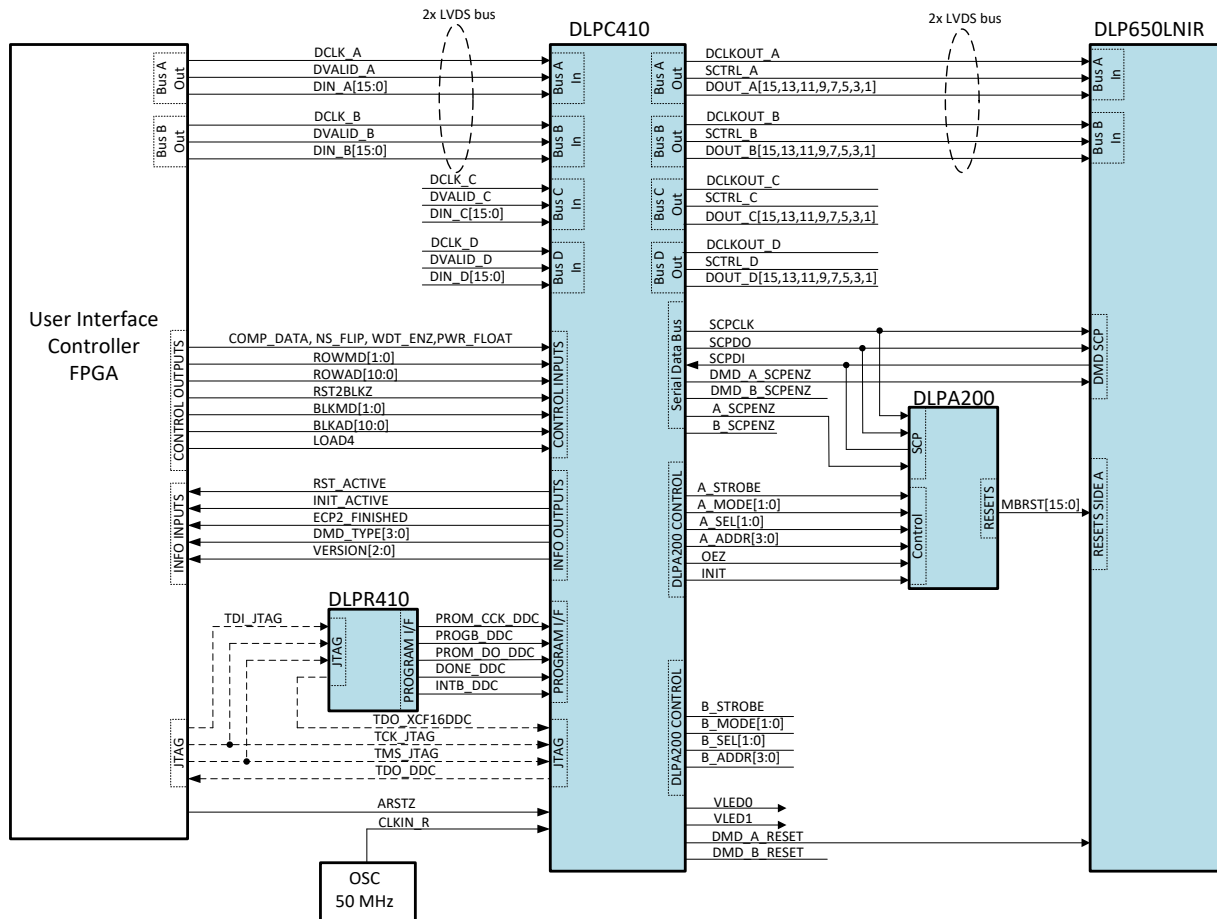 2x LVDS bus
DLPC410
2x LVDS bus
DLP650LNIR
User Interface
Controller
FPGA
Bus A
Out
DCLK_A
DVALID_A
DIN_A[15:0]
Bus A
In
Bus B
Out
DCLK_B
DVALID_B
DIN_B[15:0]
Bus B
In
DCLK_C
DVALID_C
DIN_C[15:0]
Bus C
In
DCLK_D
DVALID_D
DIN_D[15:0]
Bus D
In
Bus A
Out
DCLKOUT_A
SCTRL_A
DOUT_A[15,13,11,9,7,5,3,1]
Bus A
In
Bus B
Out
DCLKOUT_B
SCTRL_B
DOUT_B[15,13,11,9,7,5,3,1]
Bus B
In
Bus C
Out
DCLKOUT_C
SCTRL_C
DOUT_C[15,13,11,9,7,5,3,1]
Bus D
Out
DCLKOUT_D
SCTRL_D
DOUT_D[15,13,11,9,7,5,3,1]
CONTROL OUTPUTS
COMP_DATA, NS_FLIP, WDT_ENZ,PWR_FLOAT
ROWMD[1:0]
ROWAD[10:0]
RST2BLKZ
BLKMD[1:0]
BLKAD[10:0]
LOAD4
CONTROL INPUTS
Serial Data Bus
SCPCLK
SCPDO
SCPDI
DMD_A_SCPENZ
DMD_B_SCPENZ
A_SCPENZ
B_SCPENZ
DMD SCP
DLPA200
SCP
INFO INPUTS
RST_ACTIVE
INIT_ACTIVE
ECP2_FINISHED
DMD_TYPE[3:0]
VERSION[2:0]
INFO OUTPUTS
DLPA200 CONTROL
A_STROBE
A_MODE[1:0]
A_SEL[1:0]
A_ADDR[3:0]
OEZ
INIT
Control
RESETS
MBRST[15:0]
RESETS SIDE A
DLPR410
TDI_JTAG
JTAG
PROGRAM I/F
PROM_CCK_DDC
PROGB_DDC
PROM_DO_DDC
DONE_DDC
INTB_DDC
PROGRAM I/F
JTAG
TDO_XCF16DDC
TCK_JTAG
TMS_JTAG
TDO_DDC
JTAG
DLPA200 CONTROL
B_STROBE
B_MODE[1:0]
B_SEL[1:0]
B_ADDR[3:0]
ARSTZ
CLKIN_R
VLED0
VLED1
DMD_A_RESET
DMD_B_RESET
OSC
50 MHz